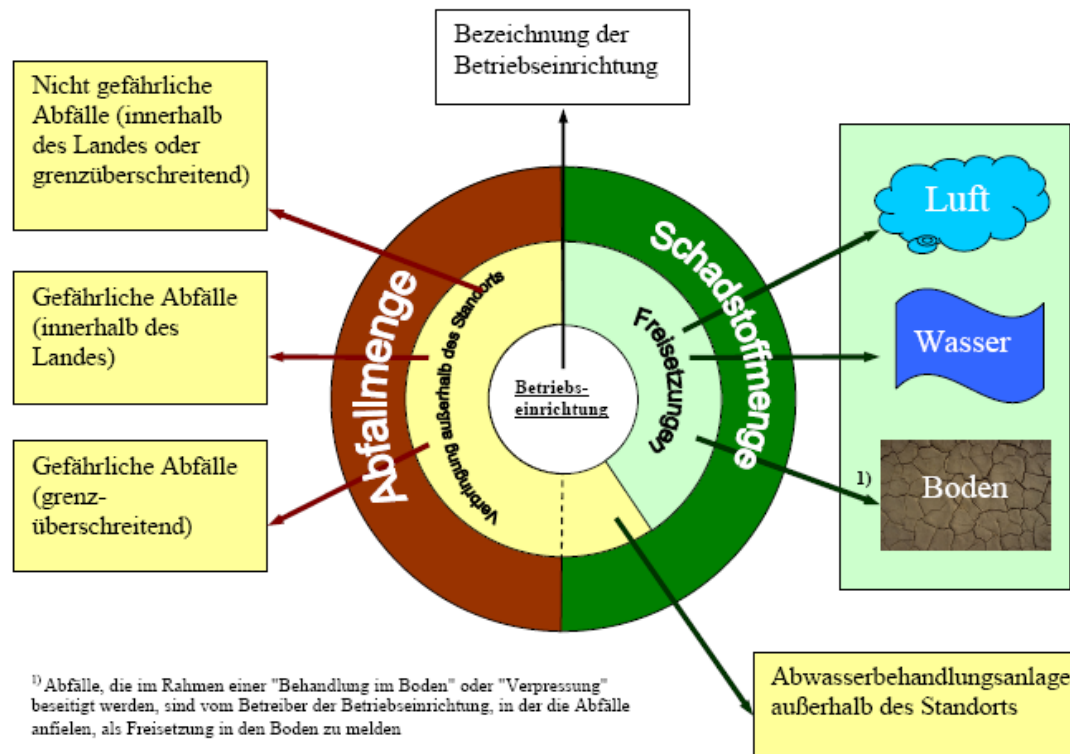 Bezeichnung der
Betriebseinrichtung
Nicht gefährliche
Abfälle (innerhalb
des Landes oder
grenzüberschreitend)
Gefährliche Abfälle
(innerhalb des
Landes)
Gefährliche Abfälle
(grenz-
überschreitend)
Abfallmenge
Verbringung außerhalb des Standorts
Betriebs-
einrichtung
Freisetzungen
Schadstoffmenge
Luft
Wasser
1)
Boden
Abwasserbehandlungsanlage
außerhalb des Standorts
1) Abfälle, die im Rahmen einer "Behandlung im Boden" oder "Verpressung"
beseitigt werden, sind vom Betreiber der Betriebseinrichtung, in der die Abfälle
anfielen, als Freisetzung in den Boden zu melden